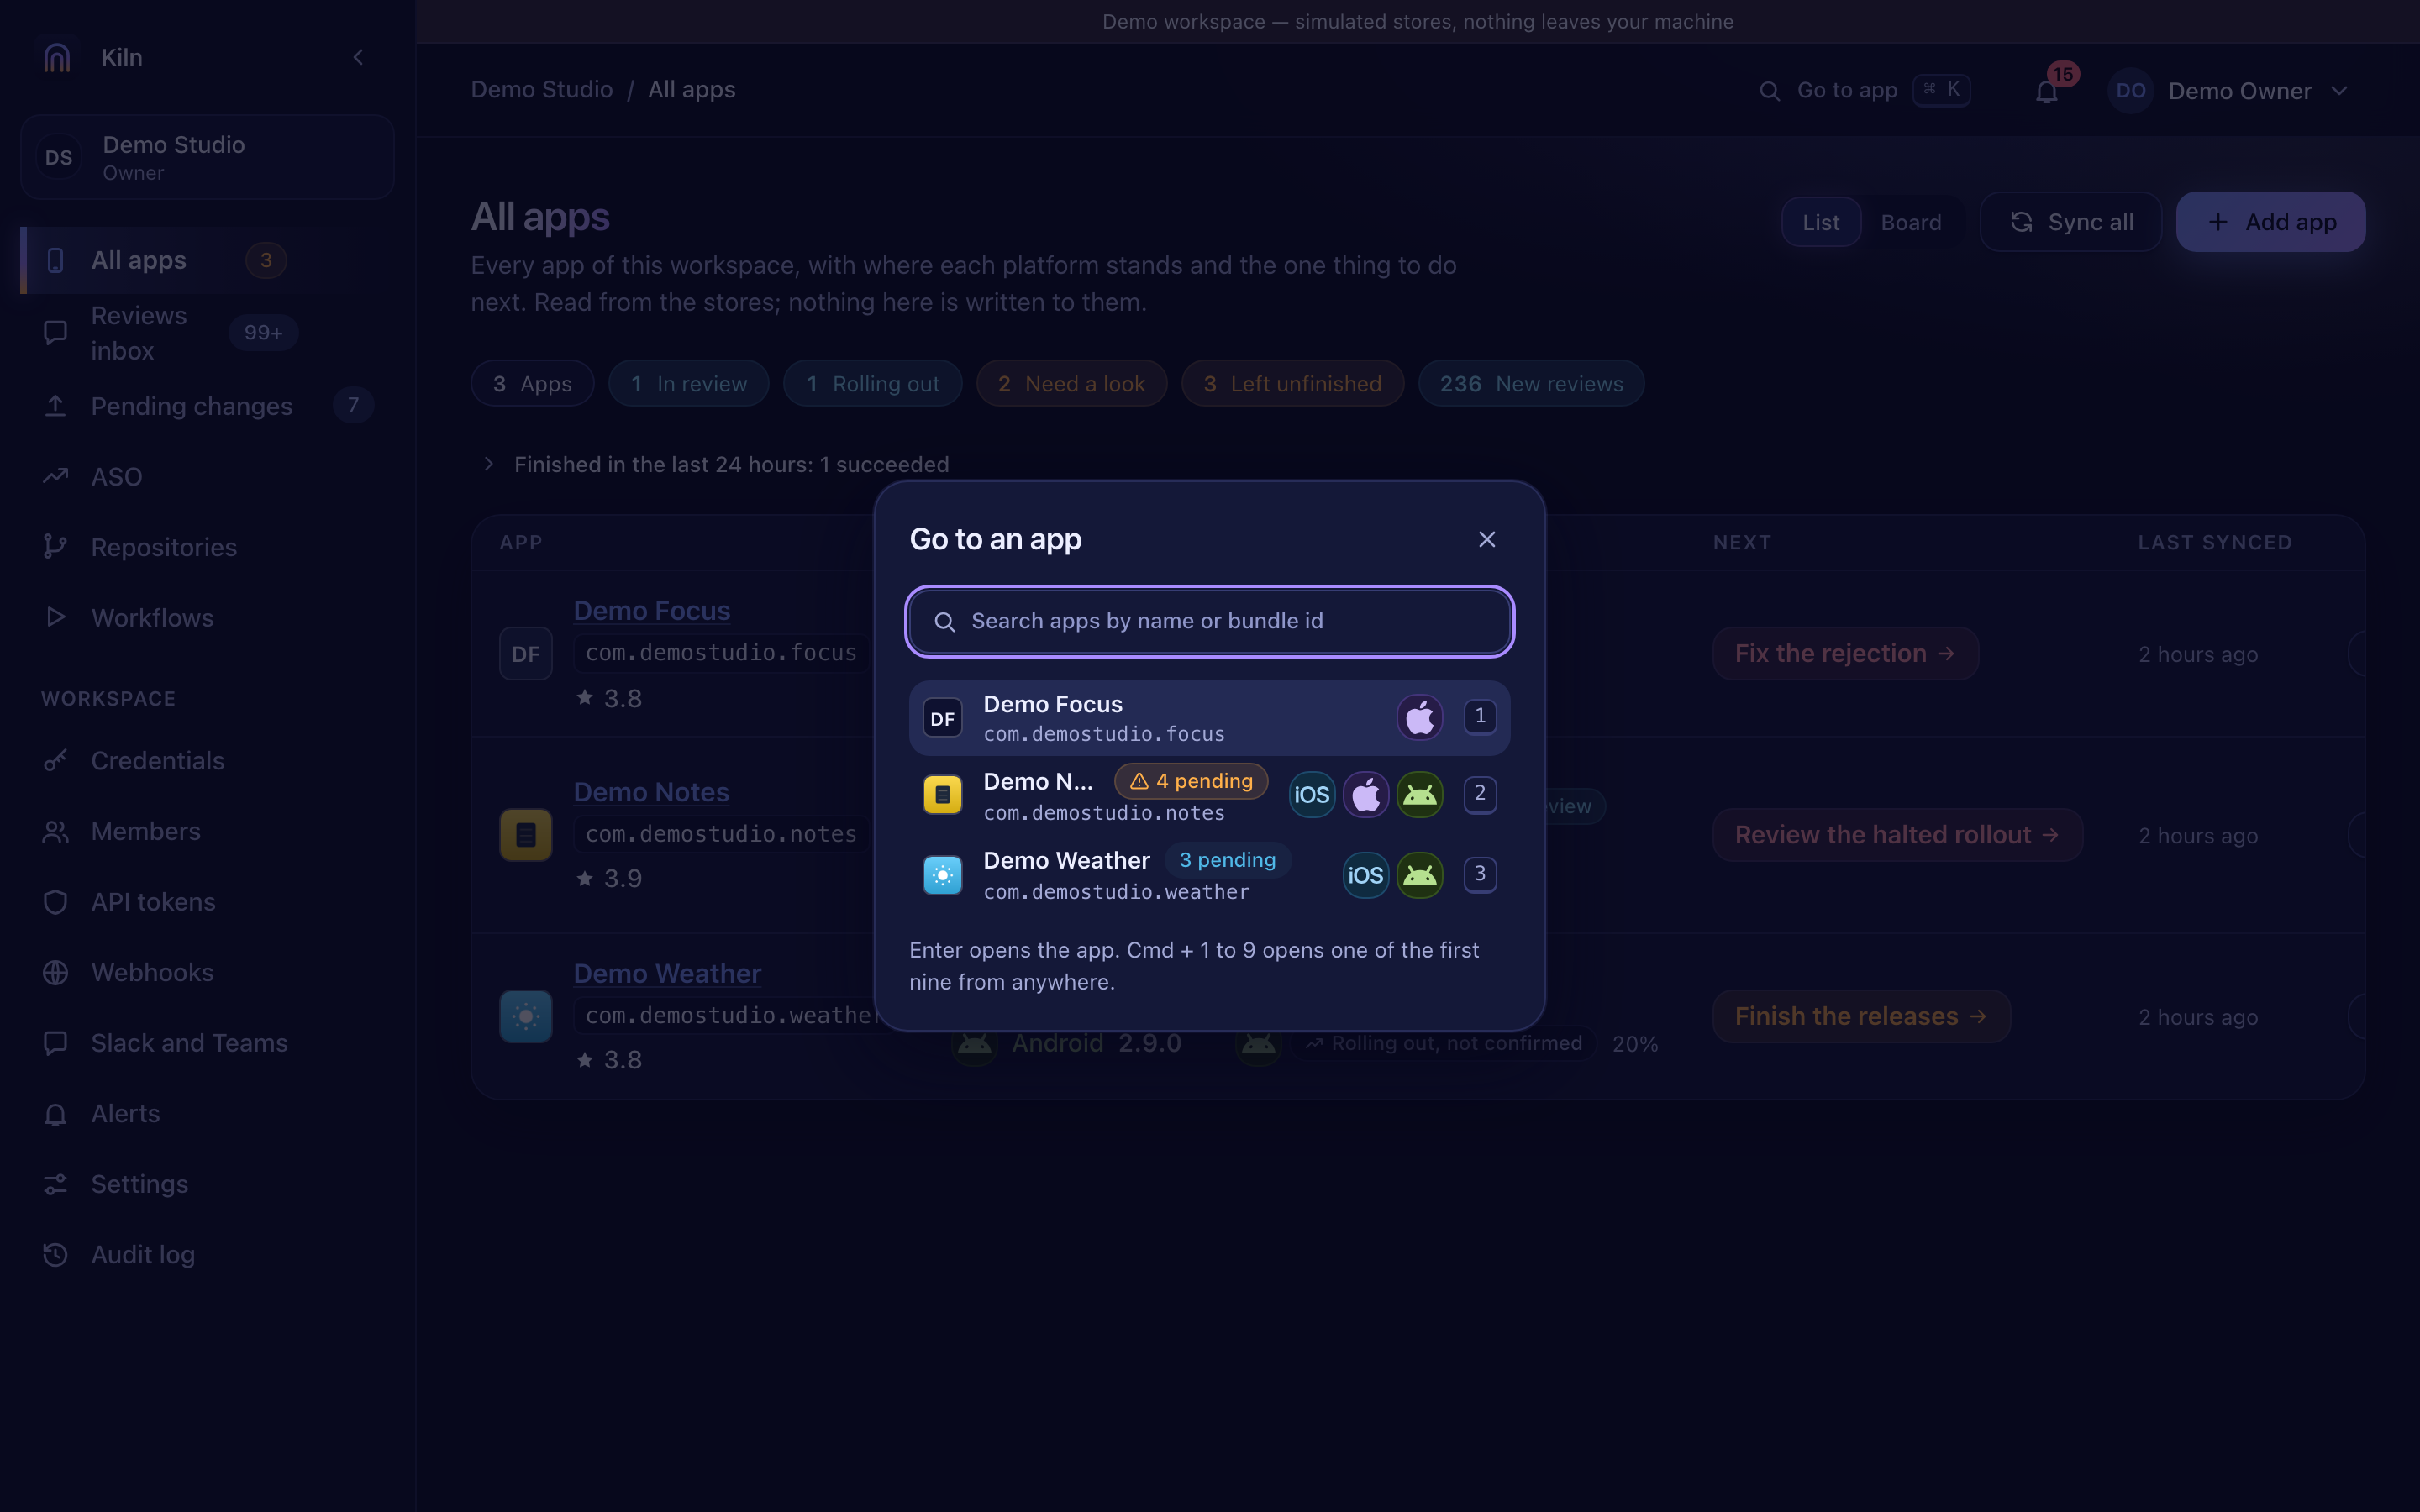 Demo workspace — simulated stores, nothing leaves your machine
Kiln
DS
Demo Studio
Owner
All apps 3
Reviews inbox 99+
Pending changes 7
ASO
Repositories
Workflows
WORKSPACE
Credentials
Members
API tokens
Webhooks
Slack and Teams
Alerts
Settings
Audit log
Demo Studio / All apps
Go to app ⌘ K
15
DO Demo Owner
All apps
Every app of this workspace, with where each platform stands and the one thing to do
next. Read from the stores; nothing here is written to them.
List Board Sync all + Add app
3 Apps 1 In review 1 Rolling out 2 Need a look 3 Left unfinished 236 New reviews
Finished in the last 24 hours: 1 succeeded
APP NEXT LAST SYNCED
DF
Demo Focus
com.demostudio.focus
★ 3.8
Fix the rejection →
2 hours ago
Demo Notes
com.demostudio.notes
★ 3.9
Review the halted rollout →
2 hours ago
Demo Weather
com.demostudio.weather
★ 3.8
Android 2.9.0
Rolling out, not confirmed 20%
Finish the releases →
2 hours ago
Go to an app
Search apps by name or bundle id
DF
Demo Focus
com.demostudio.focus
1
Demo N... 4 pending
com.demostudio.notes
iOS
2
Demo Weather 3 pending
com.demostudio.weather
iOS
3
Enter opens the app. Cmd + 1 to 9 opens one of the first
nine from anywhere.